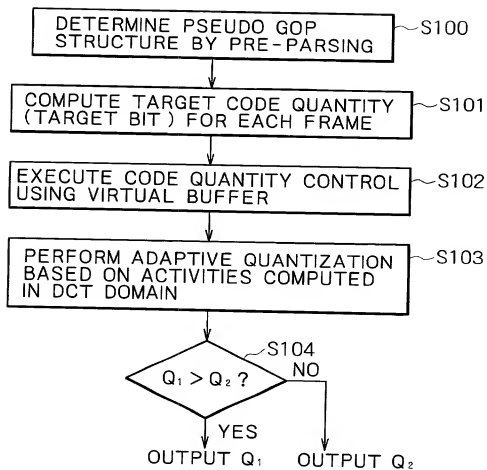 DETERMINE PSEUDO GOP
STRUCTURE BY PRE-PARSING
S100
COMPUTE TARGET CODE QUANTITY
(TARGET BIT) FOR EACH FRAME
S101
EXECUTE CODE QUANTITY CONTROL
USING VIRTUAL BUFFER
S102
PERFORM ADAPTIVE QUANTIZATION
BASED ON ACTIVITIES COMPUTED
IN DCT DOMAIN
S103
S104
Q₁ > Q₂ ?
NO
YES
OUTPUT Q₁
OUTPUT Q₂